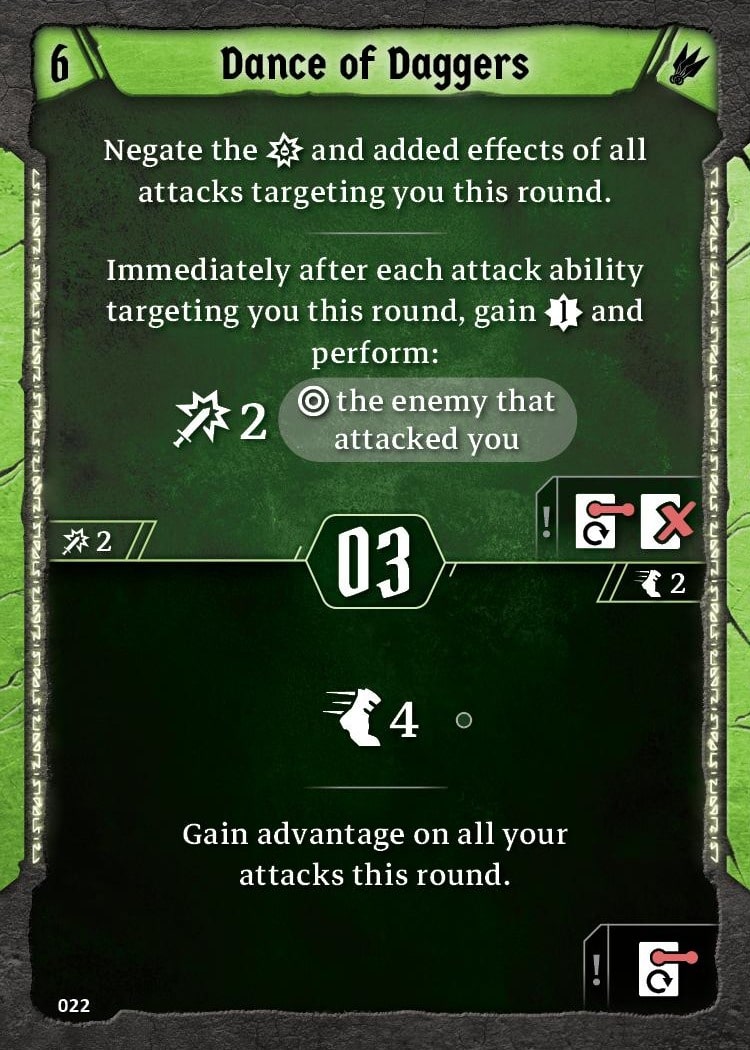 6 Dance of Daggers
Negate the and added effects of all
attacks targeting you this round.
Immediately after each attack ability
targeting you this round, gain 1 and
perform:
2 the enemy that
attacked you
!
2
03
2
4
Gain advantage on all your
attacks this round.
!
022